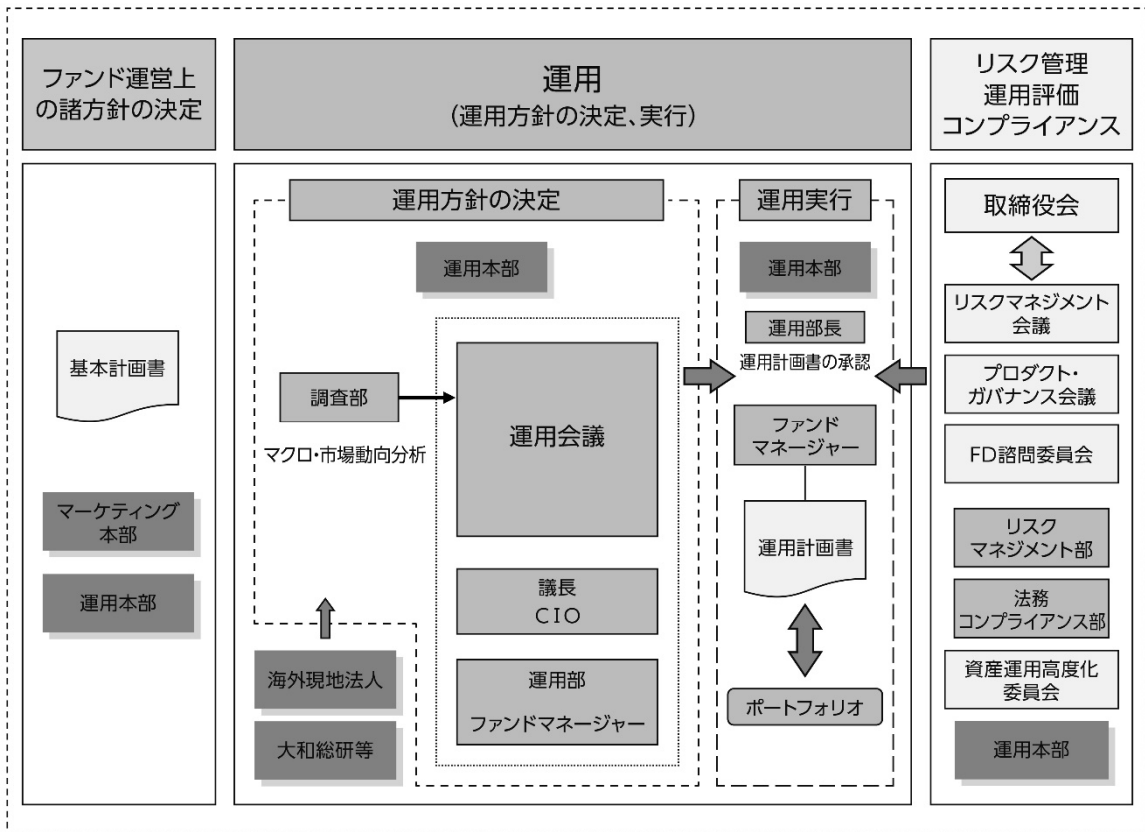 ファンド運営上
の諸方針の決定
運用
(運用方針の決定、実行)
リスク管理
運用評価
コンプライアンス
基本計画書
マーケティング
本部
運用本部
運用方針の決定
運用本部
調査部
マクロ・市場動向分析
運用会議
議長
CIO
運用部
ファンドマネージャー
海外現地法人
大和総研等
運用実行
運用本部
運用部長
運用計画書の承認
ファンド
マネージャー
運用計画書
ポートフォリオ
取締役会
リスクマネジメント
会議
プロダクト・
ガバナンス会議
FD諮問委員会
リスク
マネジメント部
法務
コンプライアンス部
資産運用高度化
委員会
運用本部